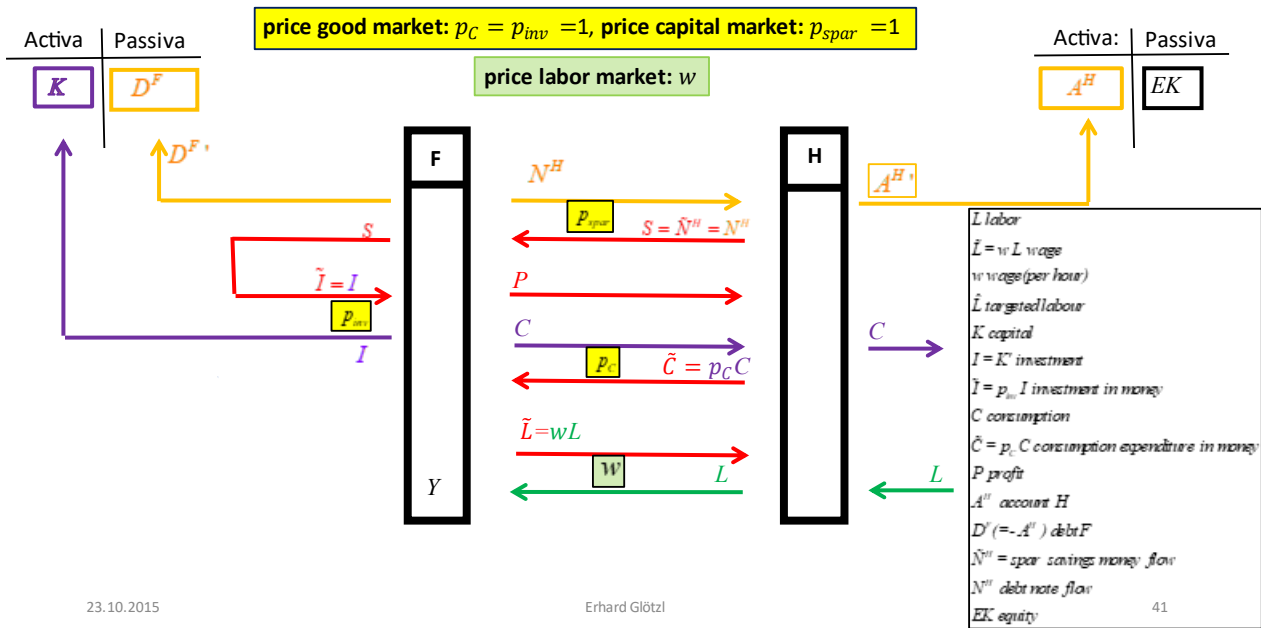 price good market: p_C = p_inv =1, price capital market: p_spar =1
price labor market: w
Activa Passiva
K D^F
Activa: Passiva
A^H EK
D^F '
F
H
N^H
A^H '
p_spar
S
S = Ñ^H = N^H
Ĩ = I
P
p_inv
I
C
C
p_C
C̃ = p_C C
L̃=wL
w
L
L
Y
L labor
L̃ = w L wage
w wage(per hour)
L̂ targeted labour
K capital
I = K' investment
Ĩ = p_inv I investment in money
C consumption
C̃ = p_C C consumption expenditure in money
P profit
A^H account H
D^F (=- A^H ) debt F
Ñ^H = spar savings money flow
N^H debt note flow
EK equity
23.10.2015
Erhard Glötzl
41